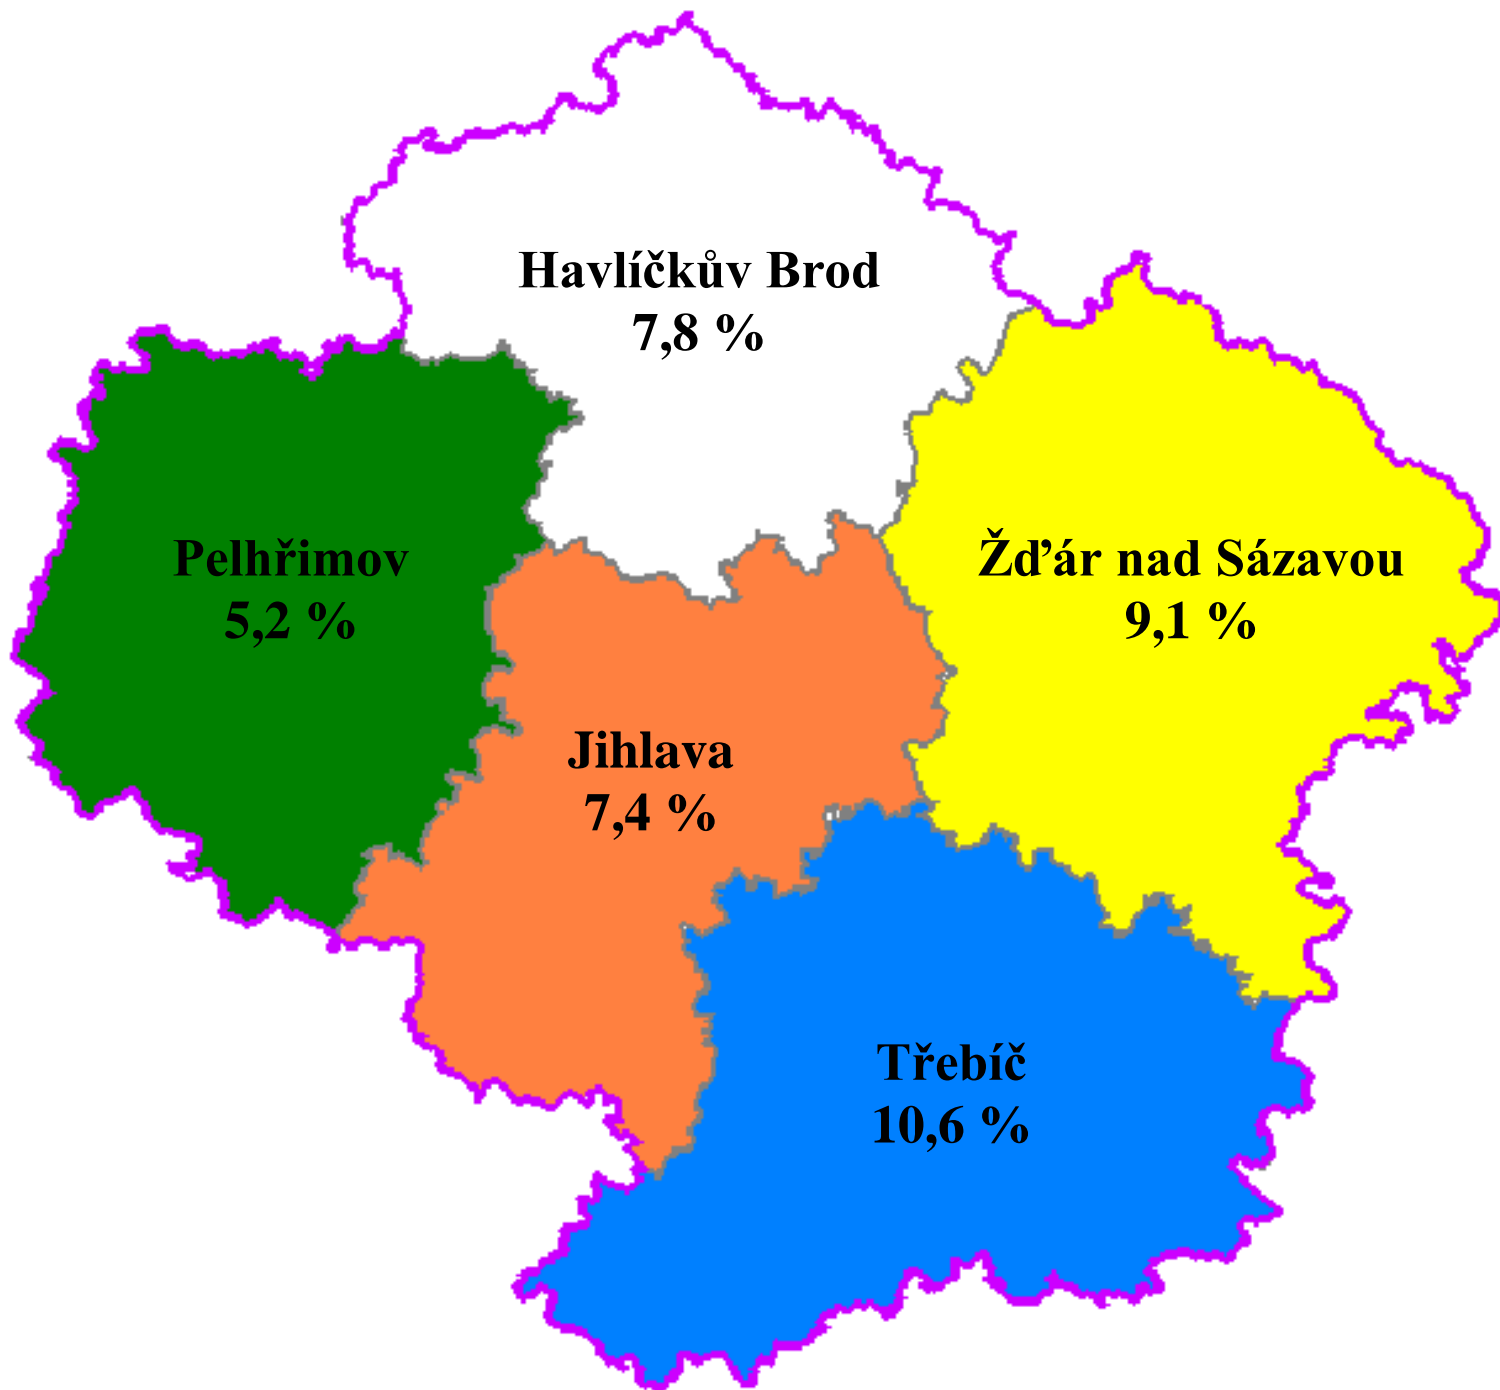 Havlíčkův Brod
7,8 %
Pelhřimov
5,2 %
Žďár nad Sázavou
9,1 %
Jihlava
7,4 %
Třebíč
10,6 %